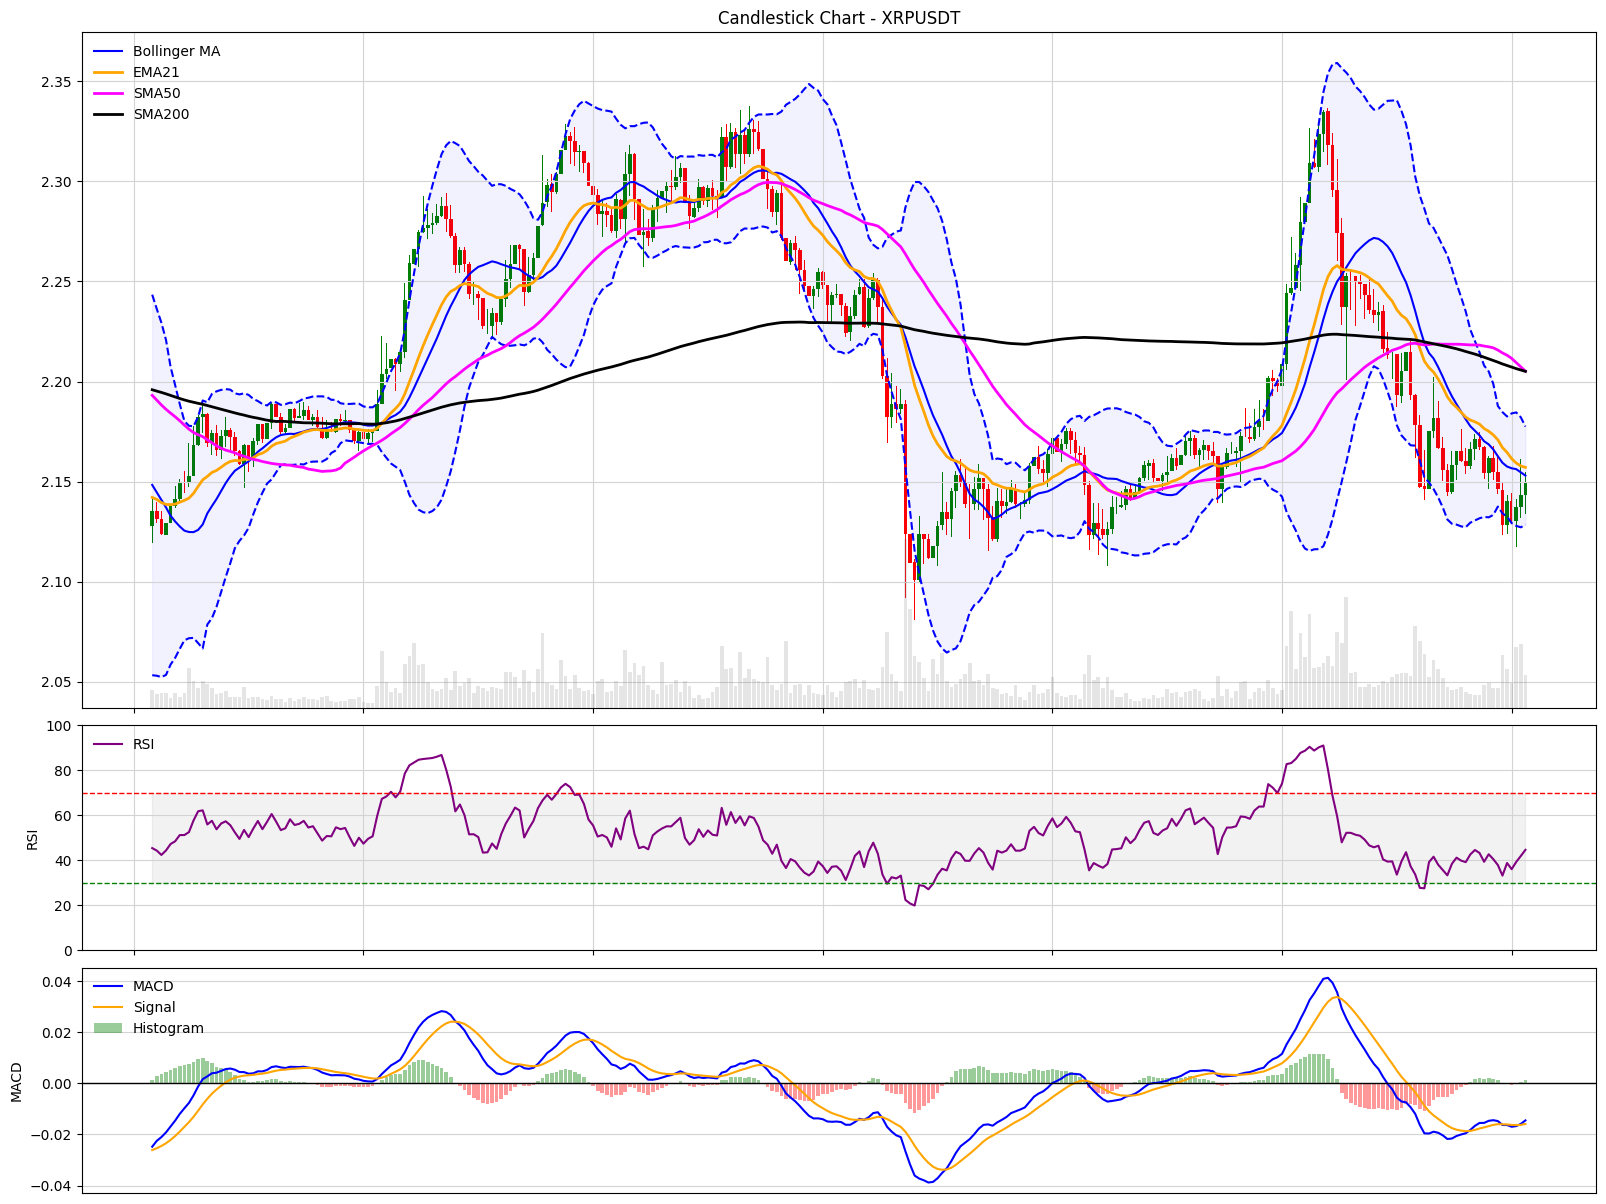 Candlestick Chart - XRPUSDT
Bollinger MA
EMA21
SMA50
SMA200
2.35
2.30
2.25
2.20
2.15
2.10
2.05
RSI
100
80
60
40
20
0
RSI
MACD
Signal
Histogram
0.04
0.02
0.00
−0.02
−0.04
MACD